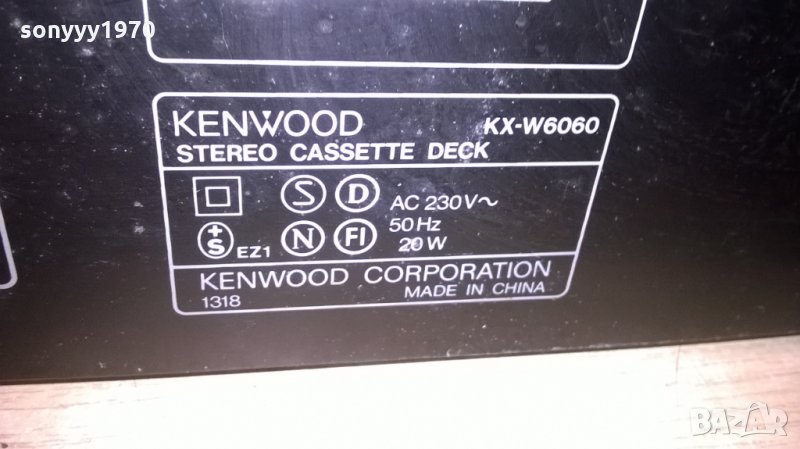 sonyyy1970
KENWOOD KX-W6060
STEREO CASSETTE DECK
S D AC 230V~
50Hz
+S EZ1 N FI 20W
KENWOOD CORPORATION
1318 MADE IN CHINA
BAZAR